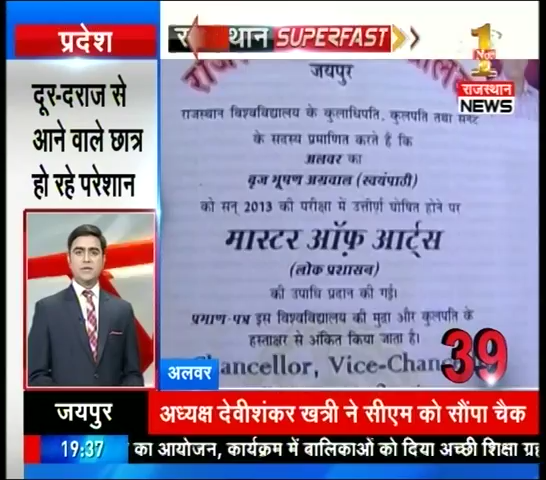 प्रदेश
SUPERFAST
No.1
राजस्थान
NEWS
दूर-दराज से
आने वाले छात्र
हो रहे परेशान
जयपुर
राजस्थान विश्वविद्यालय के कुलाधिपति, कुलपति तथा सनेट
के सदस्य प्रमाणित करते है कि
अलवर का
बृज भूषण अग्रवाल (स्वयंपाठी)
को सन् 2013 की परीक्षा में उत्तीर्ण घोषित होने पर
मास्टर ऑफ़ आर्ट्स
(लोक प्रशासन)
की उपाधि प्रदान की गई।
प्रमाण-पत्र इस विश्वविद्यालय की मुद्रा और कुलपति के
हस्ताक्षर से अंकित किया जाता है।
Chancellor, Vice-Chan
39
अलवर
जयपुर
अध्यक्ष देवीशंकर खत्री ने सीएम को सौंपा चैक
19:37
का आयोजन, कार्यक्रम में बालिकाओं को दिया अच्छी शिक्षा ग्रह